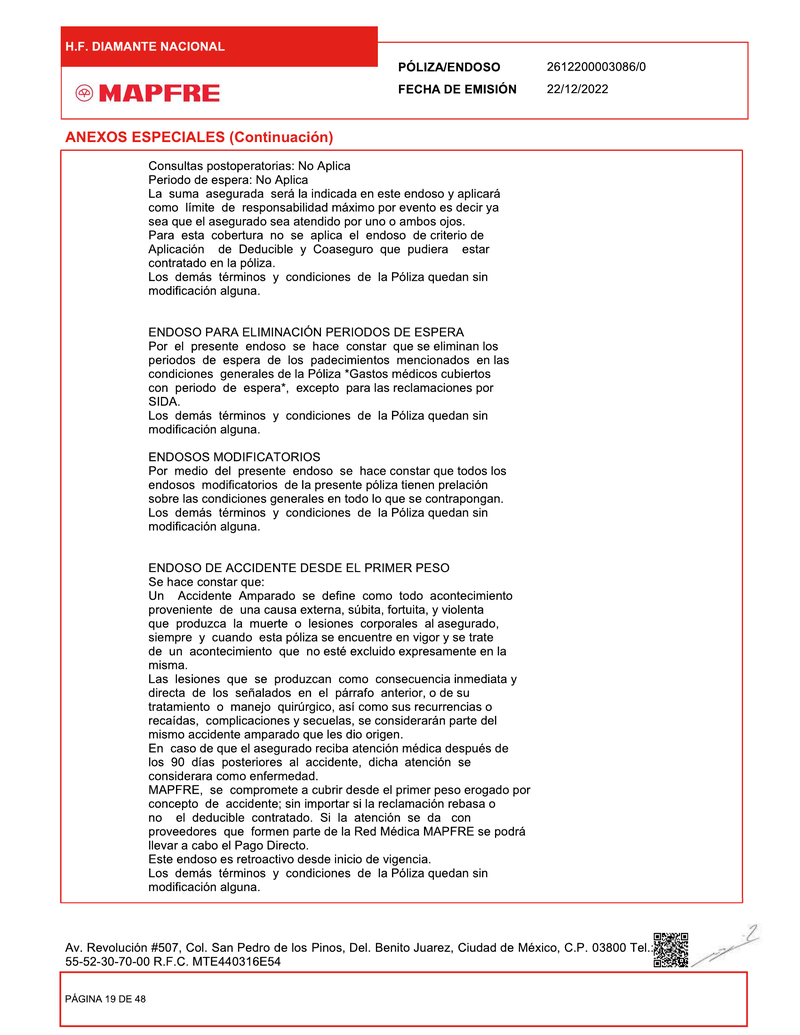 H.F. DIAMANTE NACIONAL
PÓLIZA/ENDOSO 2612200003086/0
MAPFRE
FECHA DE EMISIÓN 22/12/2022
ANEXOS ESPECIALES (Continuación)
Consultas postoperatorias: No Aplica
Periodo de espera: No Aplica
La suma asegurada será la indicada en este endoso y aplicará
como límite de responsabilidad máximo por evento es decir ya
sea que el asegurado sea atendido por uno o ambos ojos.
Para esta cobertura no se aplica el endoso de criterio de
Aplicación de Deducible y Coaseguro que pudiera estar
contratado en la póliza.
Los demás términos y condiciones de la Póliza quedan sin
modificación alguna.
ENDOSO PARA ELIMINACIÓN PERIODOS DE ESPERA
Por el presente endoso se hace constar que se eliminan los
periodos de espera de los padecimientos mencionados en las
condiciones generales de la Póliza *Gastos médicos cubiertos
con periodo de espera*, excepto para las reclamaciones por
SIDA.
Los demás términos y condiciones de la Póliza quedan sin
modificación alguna.
ENDOSOS MODIFICATORIOS
Por medio del presente endoso se hace constar que todos los
endosos modificatorios de la presente póliza tienen prelación
sobre las condiciones generales en todo lo que se contrapongan.
Los demás términos y condiciones de la Póliza quedan sin
modificación alguna.
ENDOSO DE ACCIDENTE DESDE EL PRIMER PESO
Se hace constar que:
Un Accidente Amparado se define como todo acontecimiento
proveniente de una causa externa, súbita, fortuita, y violenta
que produzca la muerte o lesiones corporales al asegurado,
siempre y cuando esta póliza se encuentre en vigor y se trate
de un acontecimiento que no esté excluido expresamente en la
misma.
Las lesiones que se produzcan como consecuencia inmediata y
directa de los señalados en el párrafo anterior, o de su
tratamiento o manejo quirúrgico, así como sus recurrencias o
recaídas, complicaciones y secuelas, se considerarán parte del
mismo accidente amparado que les dio origen.
En caso de que el asegurado reciba atención médica después de
los 90 días posteriores al accidente, dicha atención se
considerara como enfermedad.
MAPFRE, se compromete a cubrir desde el primer peso erogado por
concepto de accidente; sin importar si la reclamación rebasa o
no el deducible contratado. Si la atención se da con
proveedores que formen parte de la Red Médica MAPFRE se podrá
llevar a cabo el Pago Directo.
Este endoso es retroactivo desde inicio de vigencia.
Los demás términos y condiciones de la Póliza quedan sin
modificación alguna.
Av. Revolución #507, Col. San Pedro de los Pinos, Del. Benito Juarez, Ciudad de México, C.P. 03800 Tel.:
55-52-30-70-00 R.F.C. MTE440316E54
PÁGINA 19 DE 48